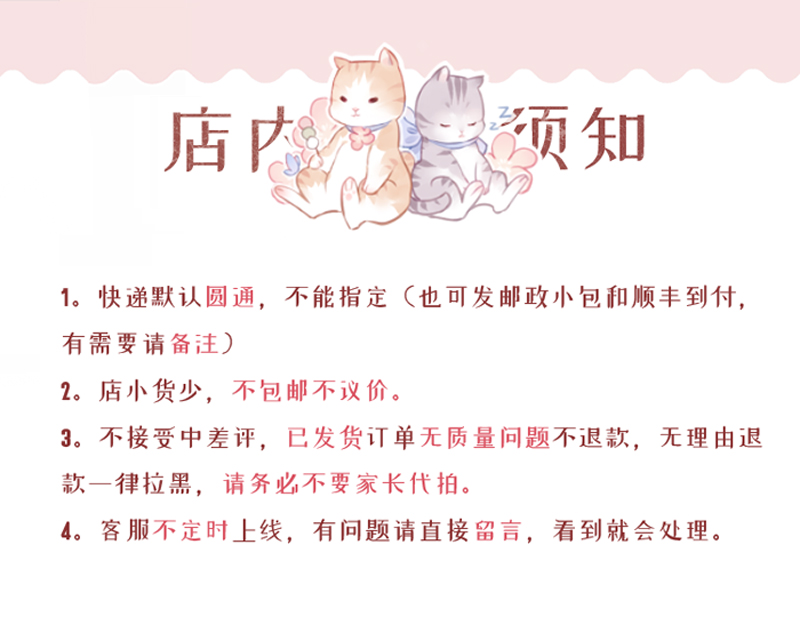 店内须知
1。快递默认圆通，不能指定（也可发邮政小包和顺丰到付，
有需要请备注）
2。店小货少，不包邮不议价。
3。不接受中差评，已发货订单无质量问题不退款，无理由退
款一律拉黑，请务必不要家长代拍。
4。客服不定时上线，有问题请直接留言，看到就会处理。
zzz